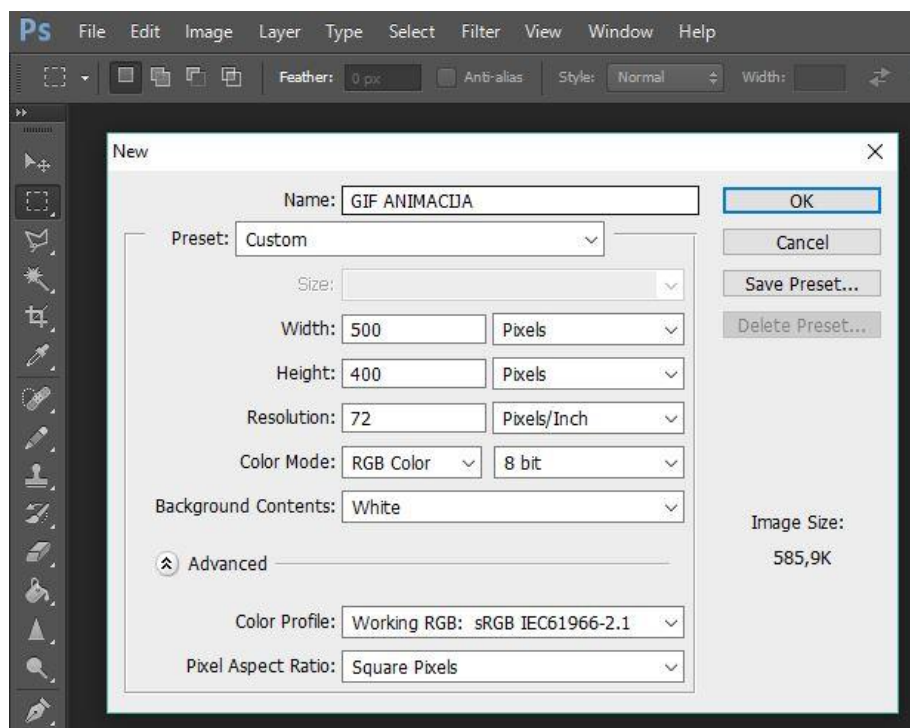 Ps File Edit Image Layer Type Select Filter View Window Help
Feather: 0 px Anti-alias Style: Normal Width:
New
Name: GIF ANIMACIJA
OK
Preset: Custom
Cancel
Size:
Save Preset...
Width: 500 Pixels
Delete Preset...
Height: 400 Pixels
Resolution: 72 Pixels/Inch
Color Mode: RGB Color 8 bit
Background Contents: White
Image Size:
585,9K
Advanced
Color Profile: Working RGB: sRGB IEC61966-2.1
Pixel Aspect Ratio: Square Pixels